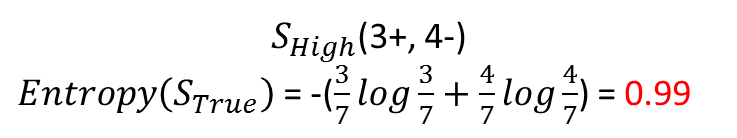 S_High(3+, 4-)
Entropy(S_True) = -(3/7 log 3/7 + 4/7 log 4/7) = 0.99